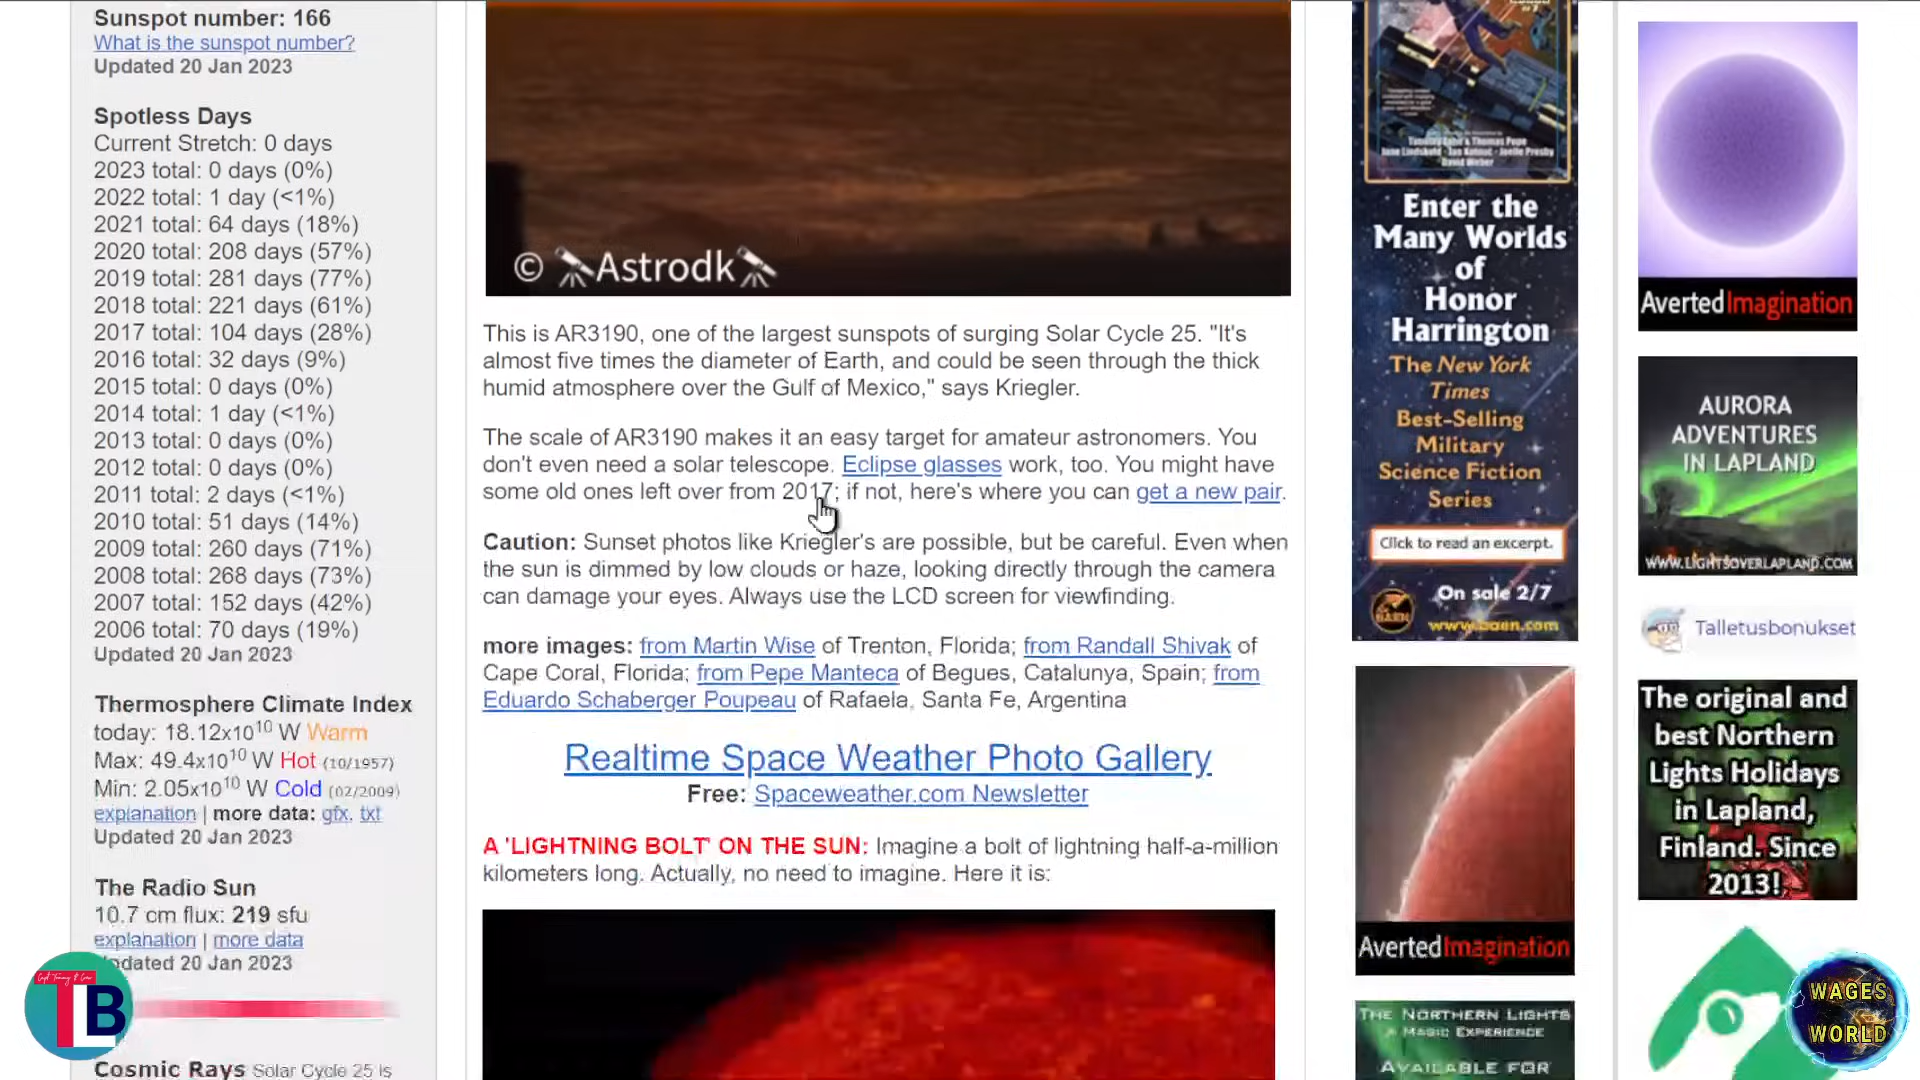 Sunspot number: 166
What is the sunspot number?
Updated 20 Jan 2023
Spotless Days
Current Stretch: 0 days
2023 total: 0 days (0%)
2022 total: 1 day (<1%)
2021 total: 64 days (18%)
2020 total: 208 days (57%)
2019 total: 281 days (77%)
2018 total: 221 days (61%)
2017 total: 104 days (28%)
2016 total: 32 days (9%)
2015 total: 0 days (0%)
2014 total: 1 day (<1%)
2013 total: 0 days (0%)
2012 total: 0 days (0%)
2011 total: 2 days (<1%)
2010 total: 51 days (14%)
2009 total: 260 days (71%)
2008 total: 268 days (73%)
2007 total: 152 days (42%)
2006 total: 70 days (19%)
Updated 20 Jan 2023
Thermosphere Climate Index
today: 18.12x10¹⁰ W Warm
Max: 49.4x10¹⁰ W Hot (10/1957)
Min: 2.05x10¹⁰ W Cold (02/2009)
explanation | more data: gfx, txt
Updated 20 Jan 2023
The Radio Sun
10.7 cm flux: 219 sfu
explanation | more data
Updated 20 Jan 2023
TB
Cosmic Rays Solar Cycle 25 is
© Astrodk
This is AR3190, one of the largest sunspots of surging Solar Cycle 25. "It's
almost five times the diameter of Earth, and could be seen through the thick
humid atmosphere over the Gulf of Mexico," says Kriegler.
The scale of AR3190 makes it an easy target for amateur astronomers. You
don't even need a solar telescope. Eclipse glasses work, too. You might have
some old ones left over from 2017; if not, here's where you can get a new pair.
Caution: Sunset photos like Kriegler's are possible, but be careful. Even when
the sun is dimmed by low clouds or haze, looking directly through the camera
can damage your eyes. Always use the LCD screen for viewfinding.
more images: from Martin Wise of Trenton, Florida; from Randall Shivak of
Cape Coral, Florida; from Pepe Manteca of Begues, Catalunya, Spain; from
Eduardo Schaberger Poupeau of Rafaela, Santa Fe, Argentina
Realtime Space Weather Photo Gallery
Free: Spaceweather.com Newsletter
A 'LIGHTNING BOLT' ON THE SUN: Imagine a bolt of lightning half-a-million
kilometers long. Actually, no need to imagine. Here it is:
David Weber
Enter the
Many Worlds
of
Honor
Harrington
The New York
Times
Best-Selling
Military
Science Fiction
Series
Click to read an excerpt.
On sale 2/7
BAEN
www.baen.com
AvertedImagination
THE NORTHERN LIGHTS
A MAGIC EXPERIENCE
AVAILABLE FOR
AvertedImagination
AURORA
ADVENTURES
IN LAPLAND
WWW.LIGHTSOVERLAPLAND.COM
Talletusbonukset
The original and
best Northern
Lights Holidays
in Lapland,
Finland. Since
2013!
WAGES
WORLD